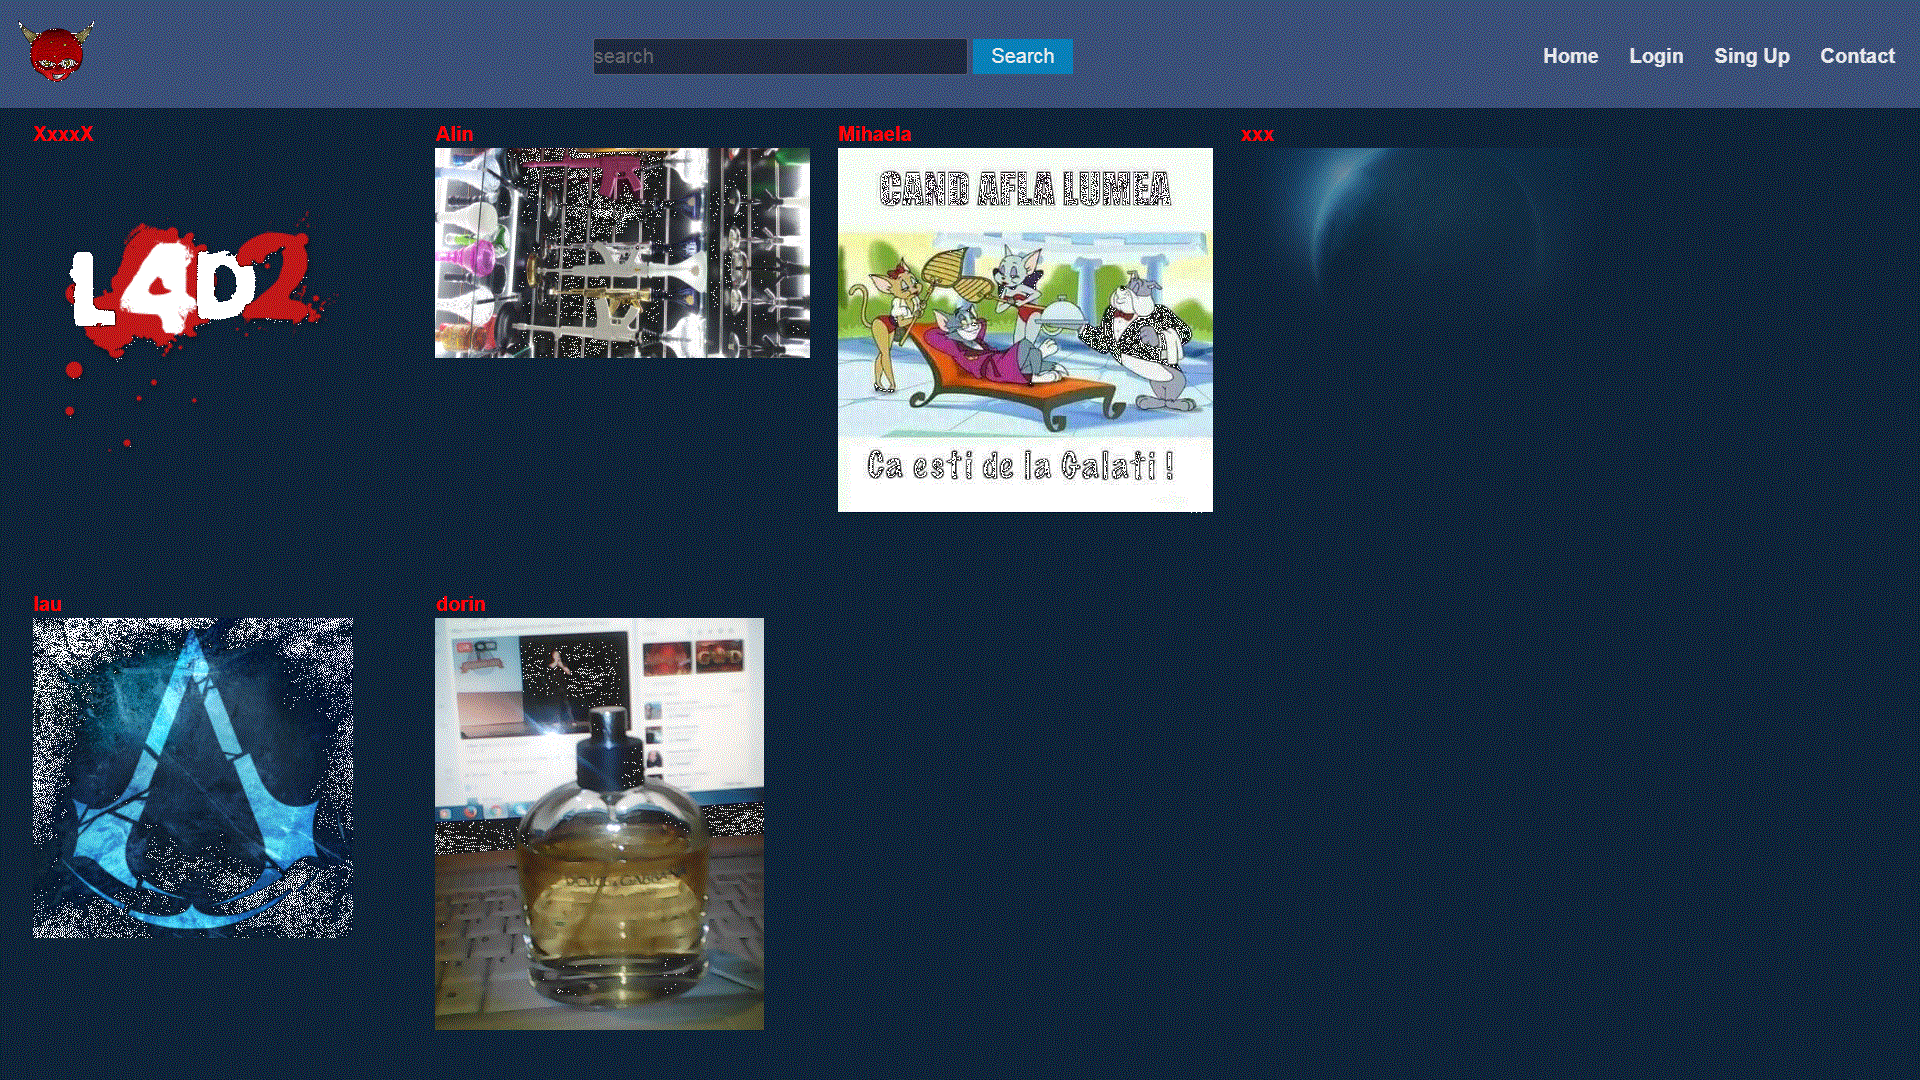 search
Search
Home
Login
Sing Up
Contact
XxxxX
Alin
Mihaela
xxx
L4D2
CAND AFLA LUMEA
Ca esti de la Galati !
lau
dorin
DOLCE & GABBANA